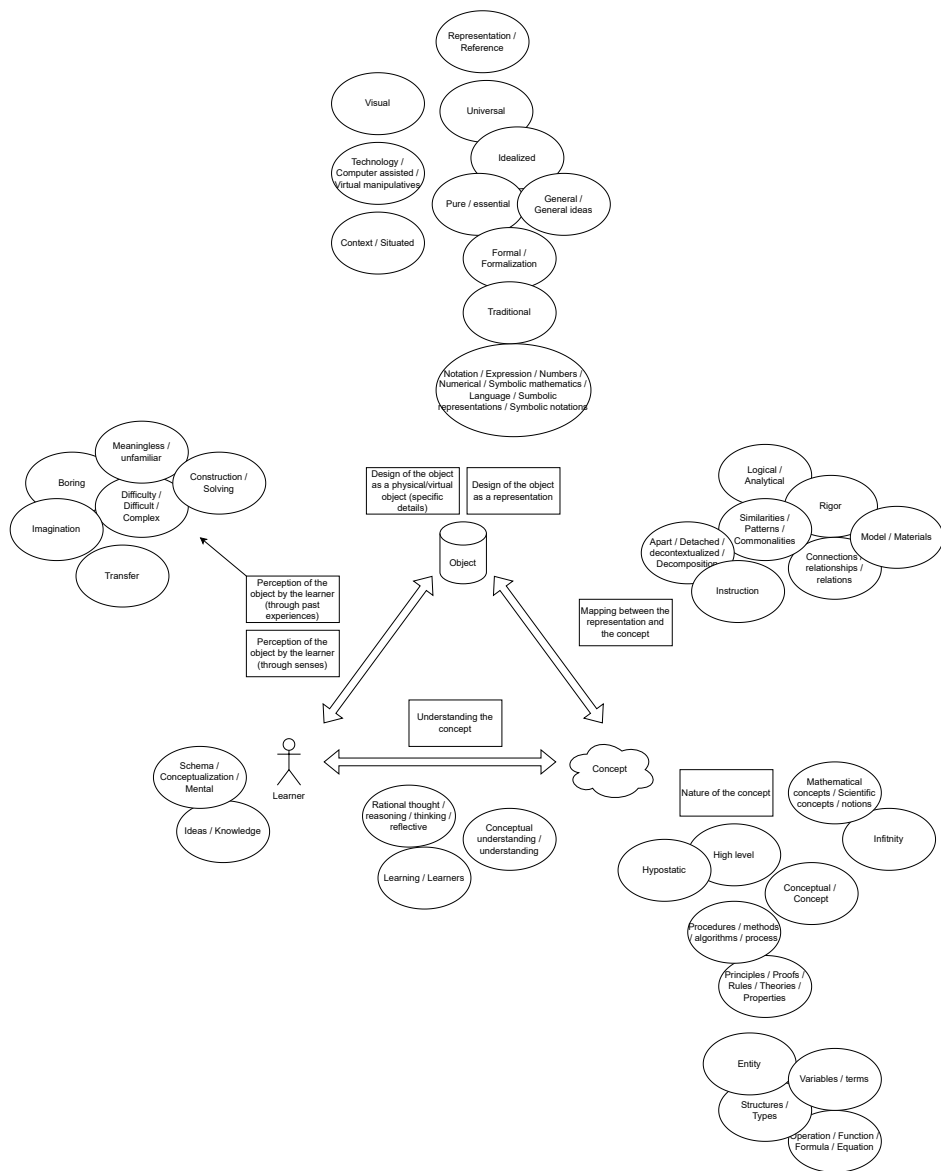 Representation /
Reference
Visual
Universal
Idealized
Technology /
Computer assisted /
Virtual manipulatives
Pure / essential
General /
General ideas
Context / Situated
Formal /
Formalization
Traditional
Notation / Expression / Numbers /
Numerical / Symbolic mathematics /
Language / Sumbolic
representations / Symbolic notations
Meaningless /
unfamiliar
Boring
Construction /
Solving
Difficulty /
Difficult /
Complex
Imagination
Transfer
Design of the object
as a physical/virtual
object (specific
details)
Design of the object
as a representation
Object
Logical /
Analytical
Rigor
Similarities /
Patterns /
Commonalities
Model / Materials
Apart / Detached /
decontextualized /
Decomposition
Connections /
relationships /
relations
Instruction
Perception of the
object by the learner
(through past
experiences)
Perception of the
object by the learner
(through senses)
Mapping between the
representation and
the concept
Understanding the
concept
Schema /
Conceptualization /
Mental
Learner
Ideas / Knowledge
Concept
Rational thought /
reasoning / thinking /
reflective
Conceptual
understanding /
understanding
Learning / Learners
Nature of the concept
Mathematical
concepts / Scientific
concepts / notions
Infitnity
High level
Hypostatic
Conceptual /
Concept
Procedures / methods
/ algorithms / process
Principles / Proofs /
Rules / Theories /
Properties
Entity
Variables / terms
Structures /
Types
Operation / Function /
Formula / Equation